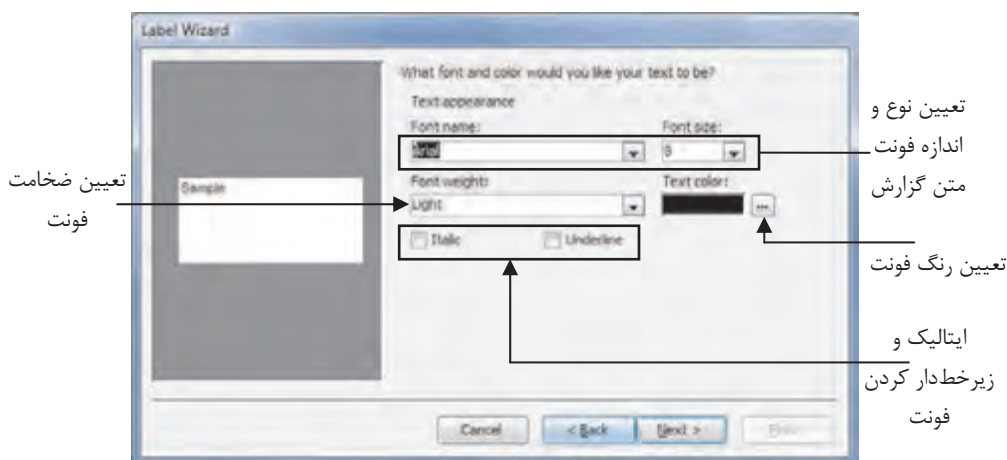 Label Wizard
What font and color would you like your text to be?
Text appearance
Font name:
Font size:
Arial
8
Font weight:
Text color:
Light
...
Italic
Underline
Sample
Cancel
< Back
Next >
تعیین نوع و
اندازه فونت
متن گزارش
تعیین رنگ فونت
ایتالیک و
زیرخط‌دار کردن
فونت
تعیین ضخامت
فونت